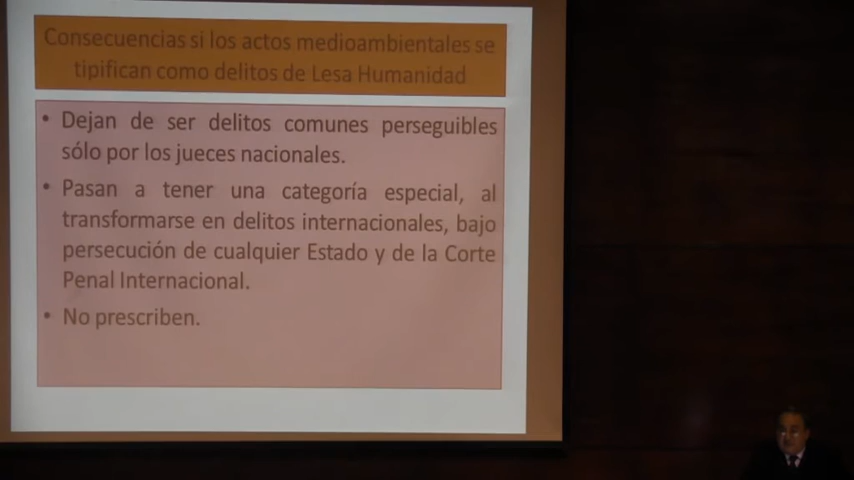 Consecuencias si los actos medioambientales se
tipifican como delitos de Lesa Humanidad
• Dejan de ser delitos comunes perseguibles
sólo por los jueces nacionales.
• Pasan a tener una categoría especial, al
transformarse en delitos internacionales, bajo
persecución de cualquier Estado y de la Corte
Penal Internacional.
• No prescriben.